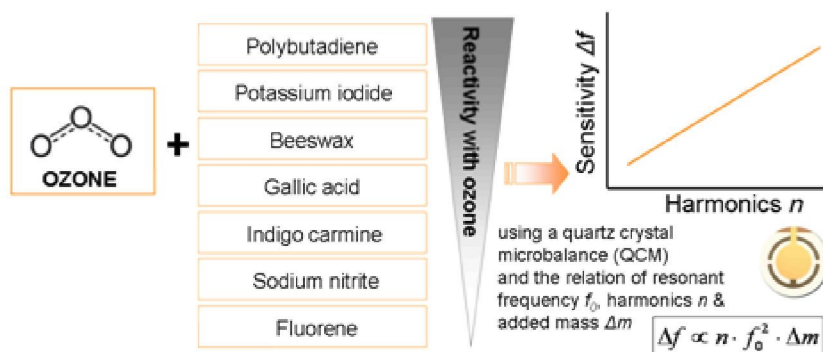 O
O
O
OZONE
+
Polybutadiene
Potassium iodide
Beeswax
Gallic acid
Indigo carmine
Sodium nitrite
Fluorene
Reactivity with ozone
Sensitivity Δf
Harmonics n
using a quartz crystal
microbalance (QCM)
and the relation of resonant
frequency f₀, harmonics n &
added mass Δm
Δf ∝ n · f₀² · Δm